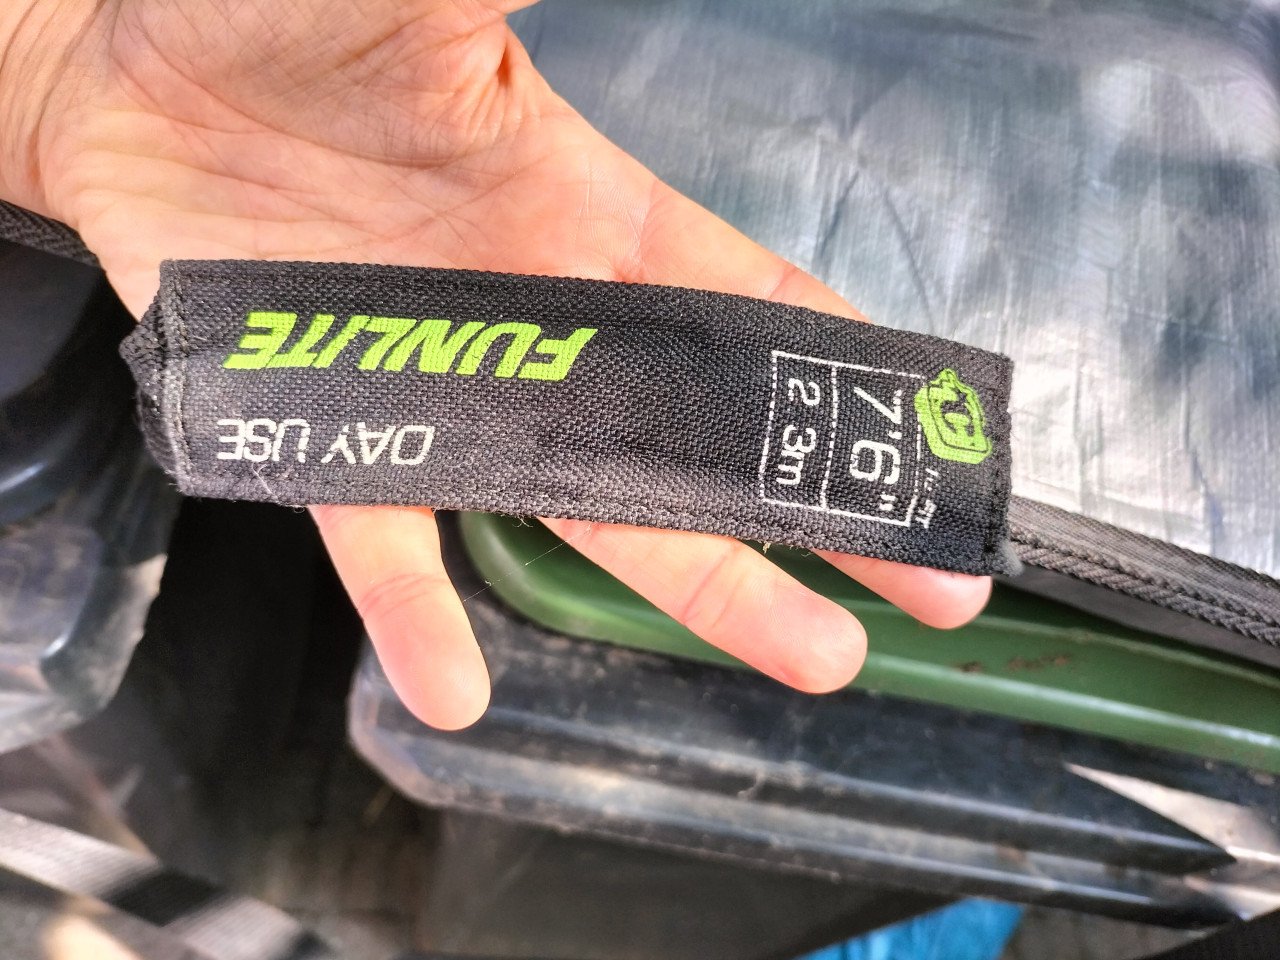 FUNLITE
DAY USE
7'6"
2 3m